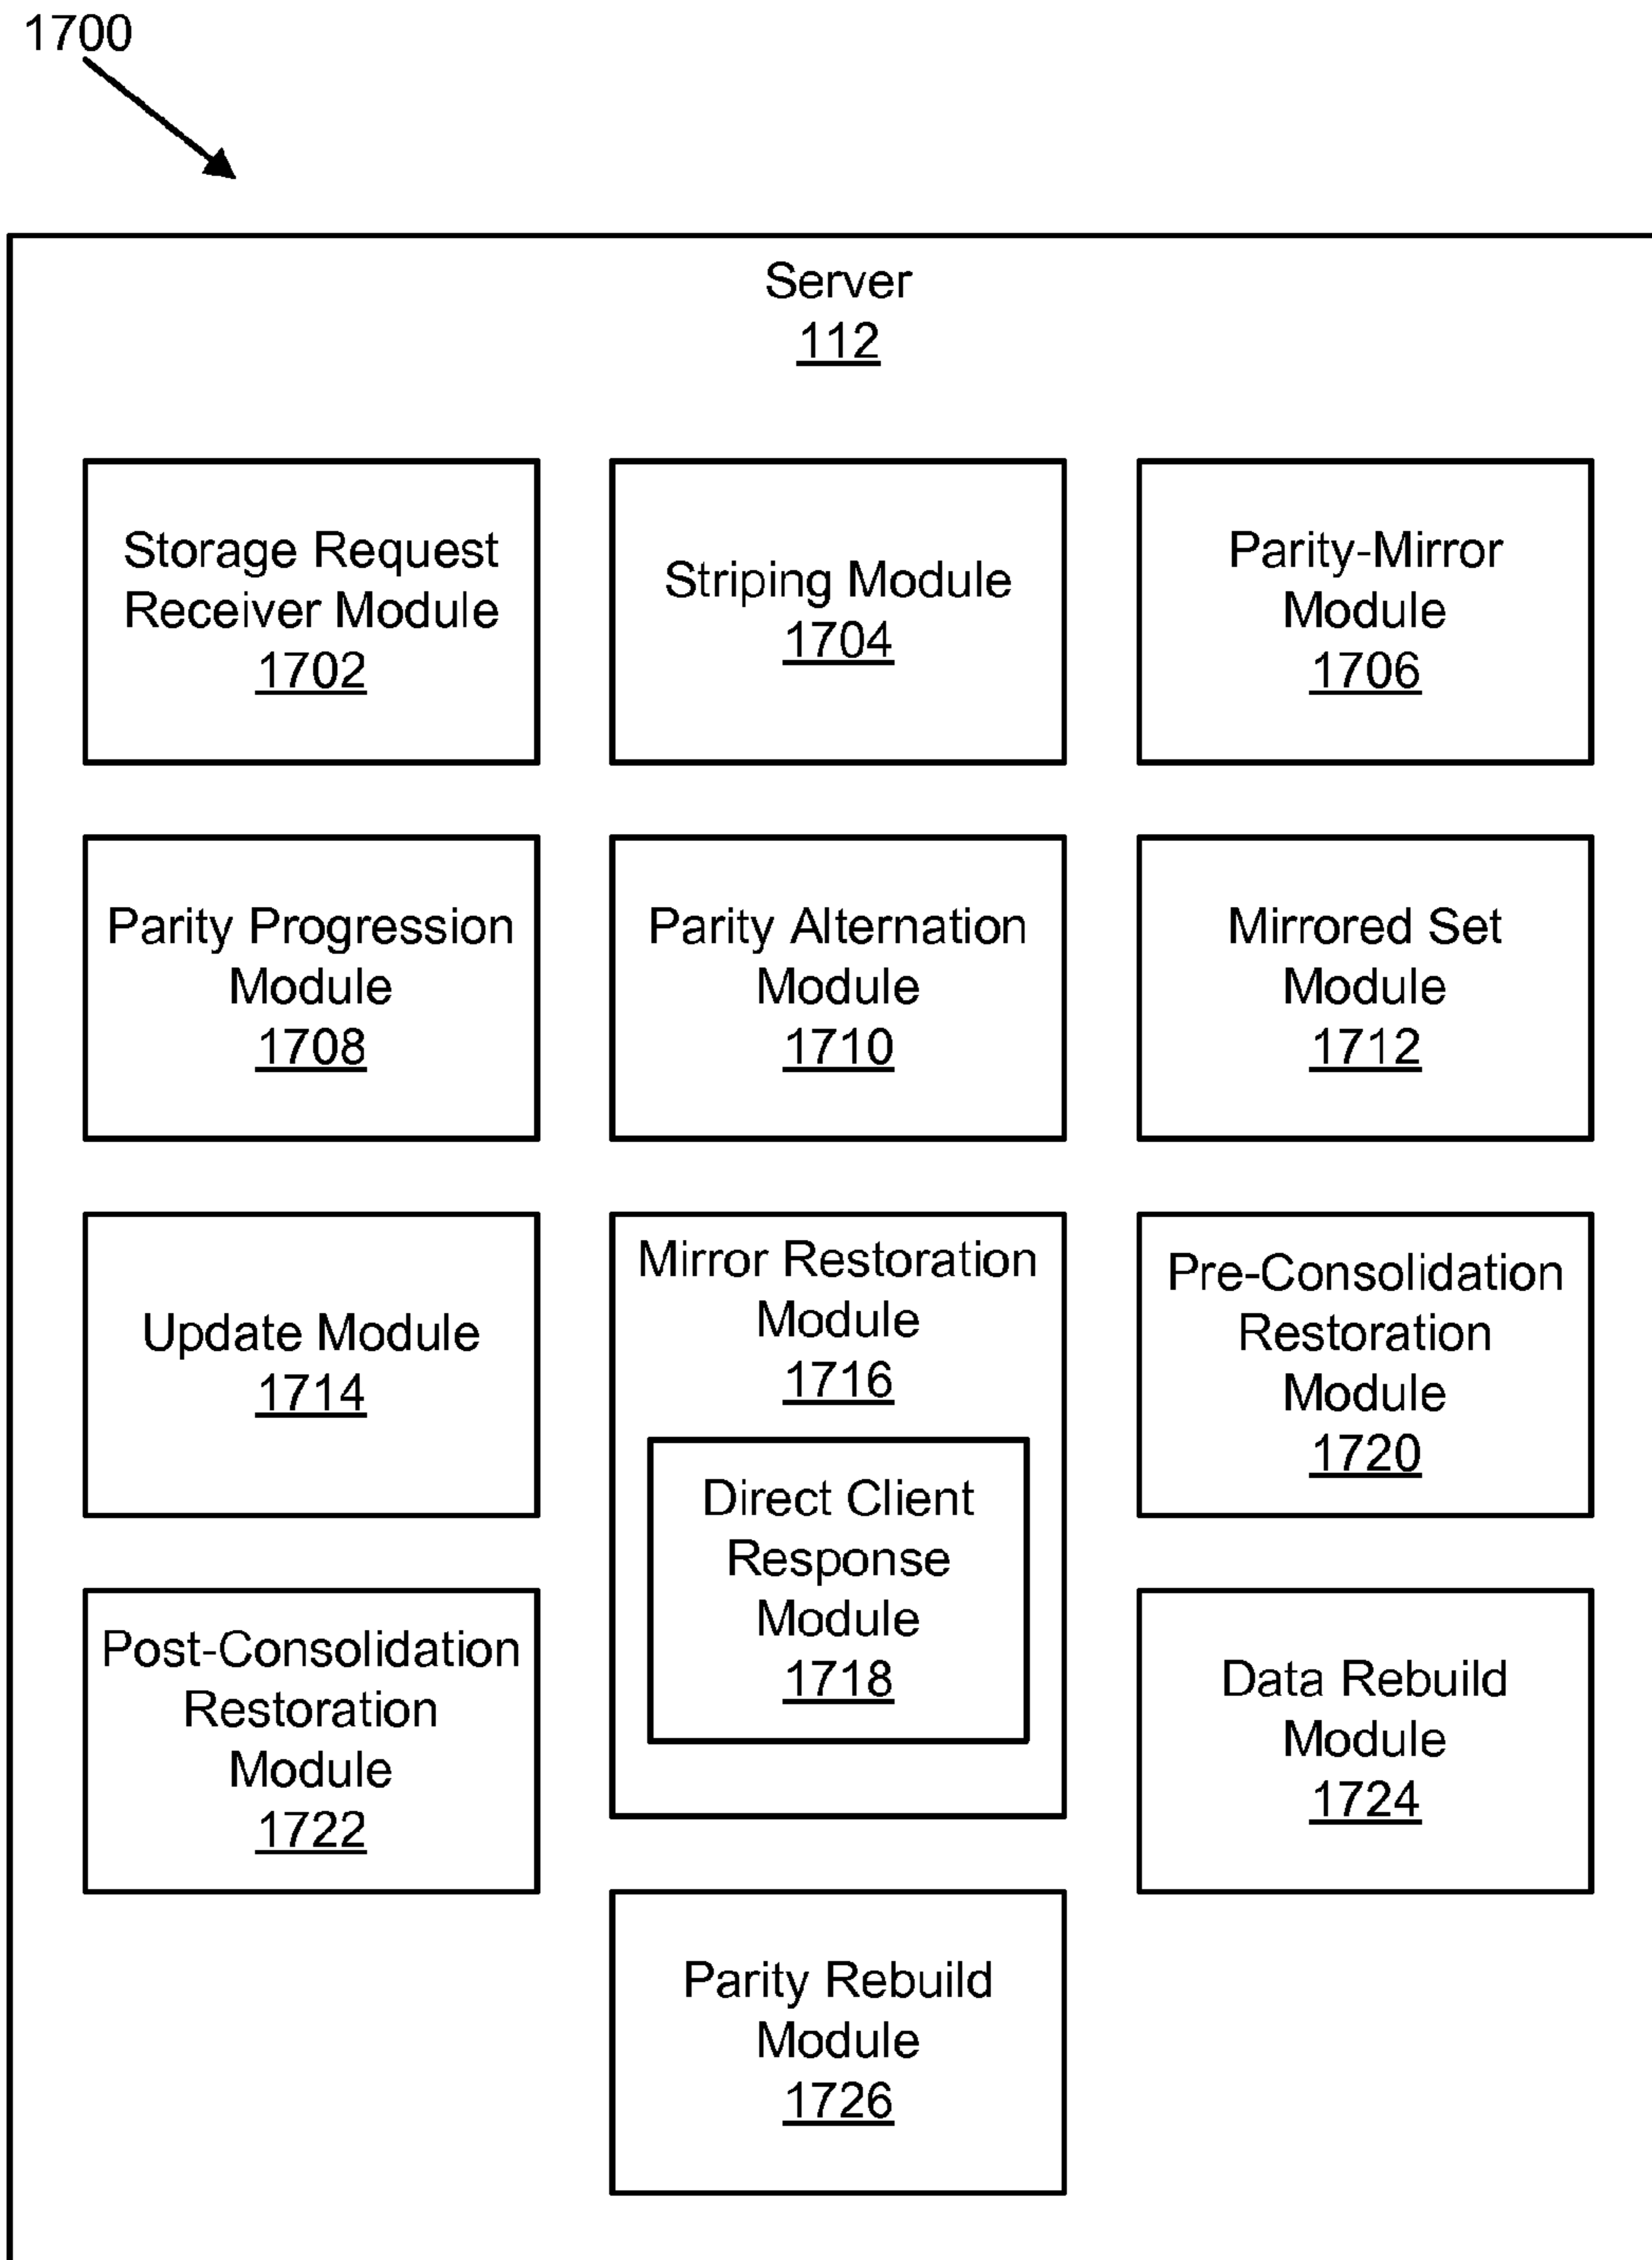 1700
Server
112
Storage Request
Receiver Module
1702
Striping Module
1704
Parity-Mirror
Module
1706
Parity Progression
Module
1708
Parity Alternation
Module
1710
Mirrored Set
Module
1712
Update Module
1714
Mirror Restoration
Module
1716
Direct Client
Response
Module
1718
Pre-Consolidation
Restoration
Module
1720
Post-Consolidation
Restoration
Module
1722
Data Rebuild
Module
1724
Parity Rebuild
Module
1726